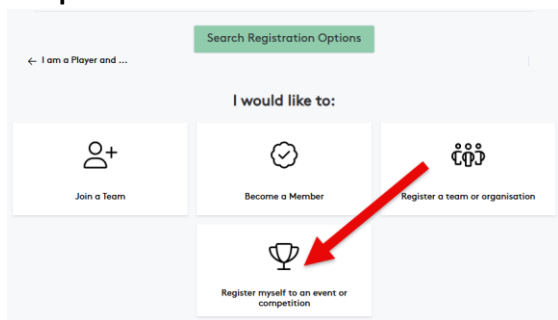 Search Registration Options
← I am a Player and ...
I would like to:
Join a Team
Become a Member
Register a team or organisation
Register myself to an event or
competition